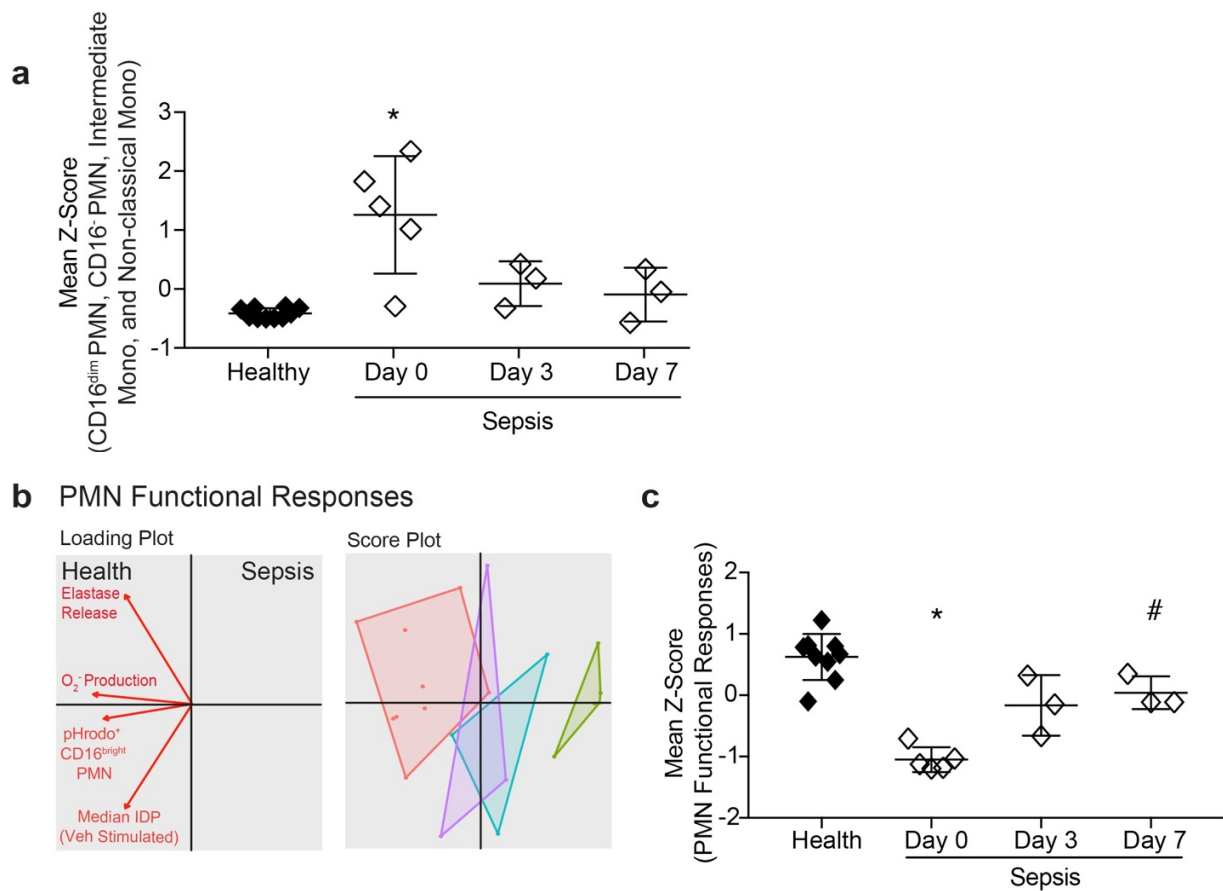 a
Mean Z-Score
(CD16dim PMN, CD16- PMN, Intermediate
Mono, and Non-classical Mono)
3
2
1
0
-1
*
Healthy
Day 0
Day 3
Day 7
Sepsis
b PMN Functional Responses
Loading Plot
Health
Sepsis
Elastase
Release
O2- Production
pHrodo+
CD16bright
PMN
Median IDP
(Veh Stimulated)
Score Plot
c
Mean Z-Score
(PMN Functional Responses)
2
1
0
-1
-2
*
#
Health
Day 0
Day 3
Day 7
Sepsis